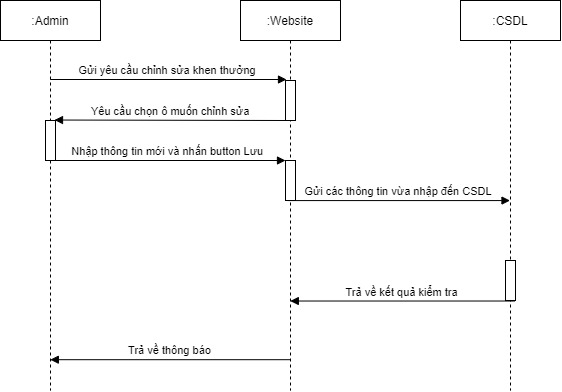 :Admin
:Website
:CSDL
Gửi yêu cầu chỉnh sửa khen thưởng
Yêu cầu chọn ô muốn chỉnh sửa
Nhập thông tin mới và nhấn button Lưu
Gửi các thông tin vừa nhập đến CSDL
Trả về kết quả kiểm tra
Trả về thông báo